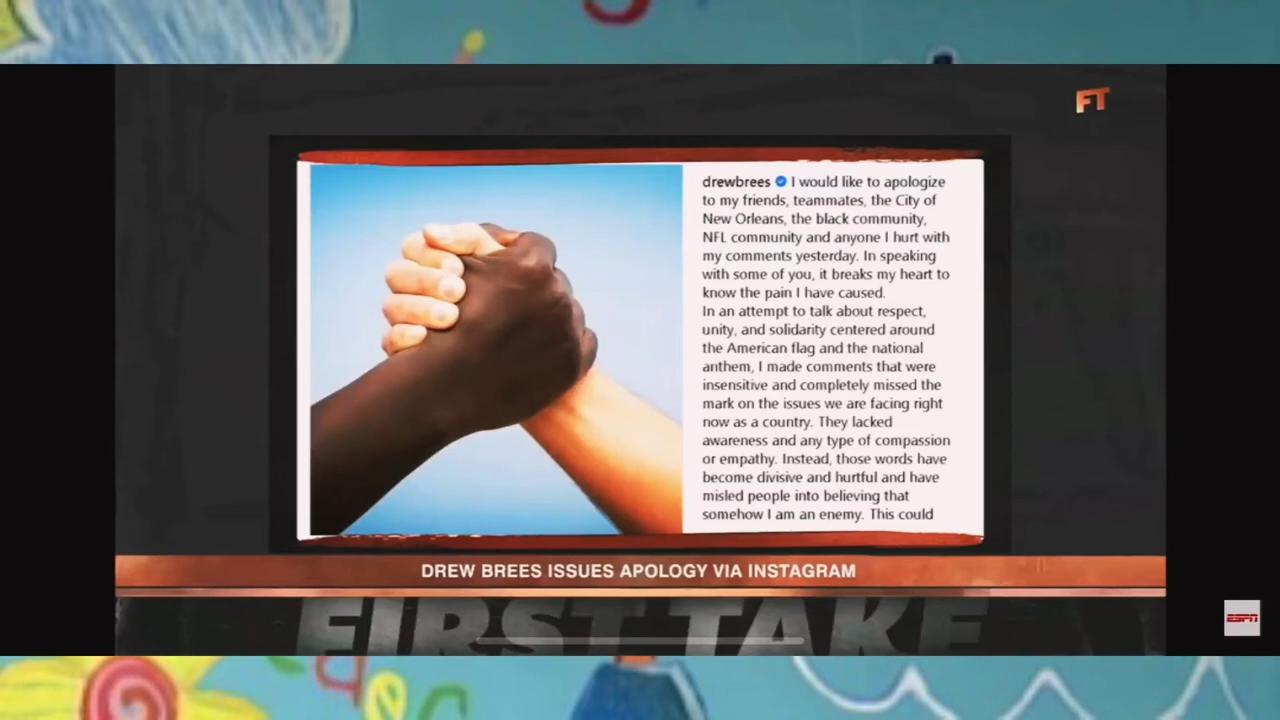 FT
drewbrees I would like to apologize
to my friends, teammates, the City of
New Orleans, the black community,
NFL community and anyone I hurt with
my comments yesterday. In speaking
with some of you, it breaks my heart to
know the pain I have caused.
In an attempt to talk about respect,
unity, and solidarity centered around
the American flag and the national
anthem, I made comments that were
insensitive and completely missed the
mark on the issues we are facing right
now as a country. They lacked
awareness and any type of compassion
or empathy. Instead, those words have
become divisive and hurtful and have
misled people into believing that
somehow I am an enemy. This could
DREW BREES ISSUES APOLOGY VIA INSTAGRAM
FIRST TAKE
ESPN